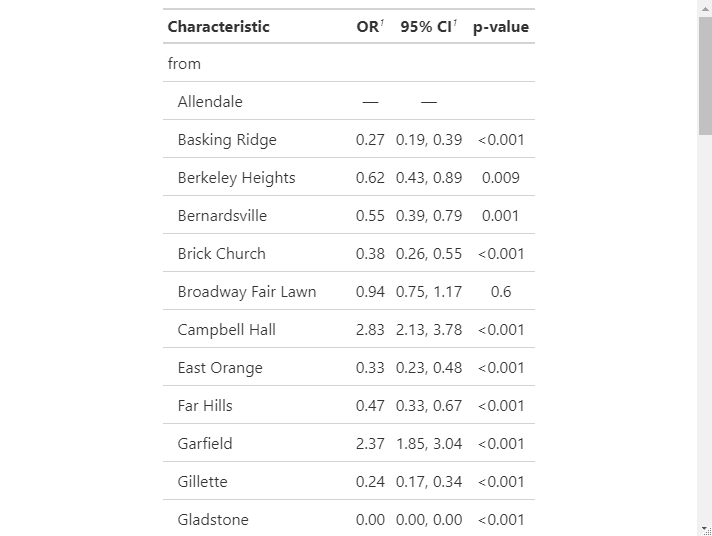 Characteristic OR1 95% CI1 p-value
from
Allendale — —
Basking Ridge 0.27 0.19, 0.39 <0.001
Berkeley Heights 0.62 0.43, 0.89 0.009
Bernardsville 0.55 0.39, 0.79 0.001
Brick Church 0.38 0.26, 0.55 <0.001
Broadway Fair Lawn 0.94 0.75, 1.17 0.6
Campbell Hall 2.83 2.13, 3.78 <0.001
East Orange 0.33 0.23, 0.48 <0.001
Far Hills 0.47 0.33, 0.67 <0.001
Garfield 2.37 1.85, 3.04 <0.001
Gillette 0.24 0.17, 0.34 <0.001
Gladstone 0.00 0.00, 0.00 <0.001